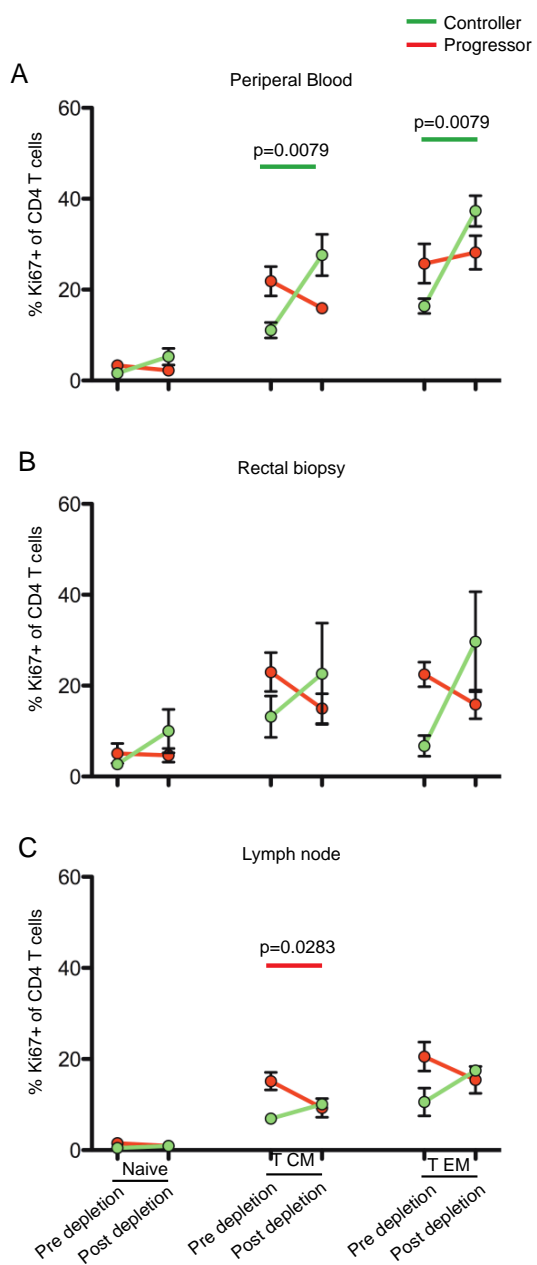 Controller
Progressor
A
Periperal Blood
% Ki67+ of CD4 T cells
60
40
20
0
p=0.0079
p=0.0079
B
Rectal biopsy
% Ki67+ of CD4 T cells
60
40
20
0
C
Lymph node
% Ki67+ of CD4 T cells
60
40
20
0
p=0.0283
Naive
T CM
T EM
Pre depletion
Post depletion
Pre depletion
Post depletion
Pre depletion
Post depletion